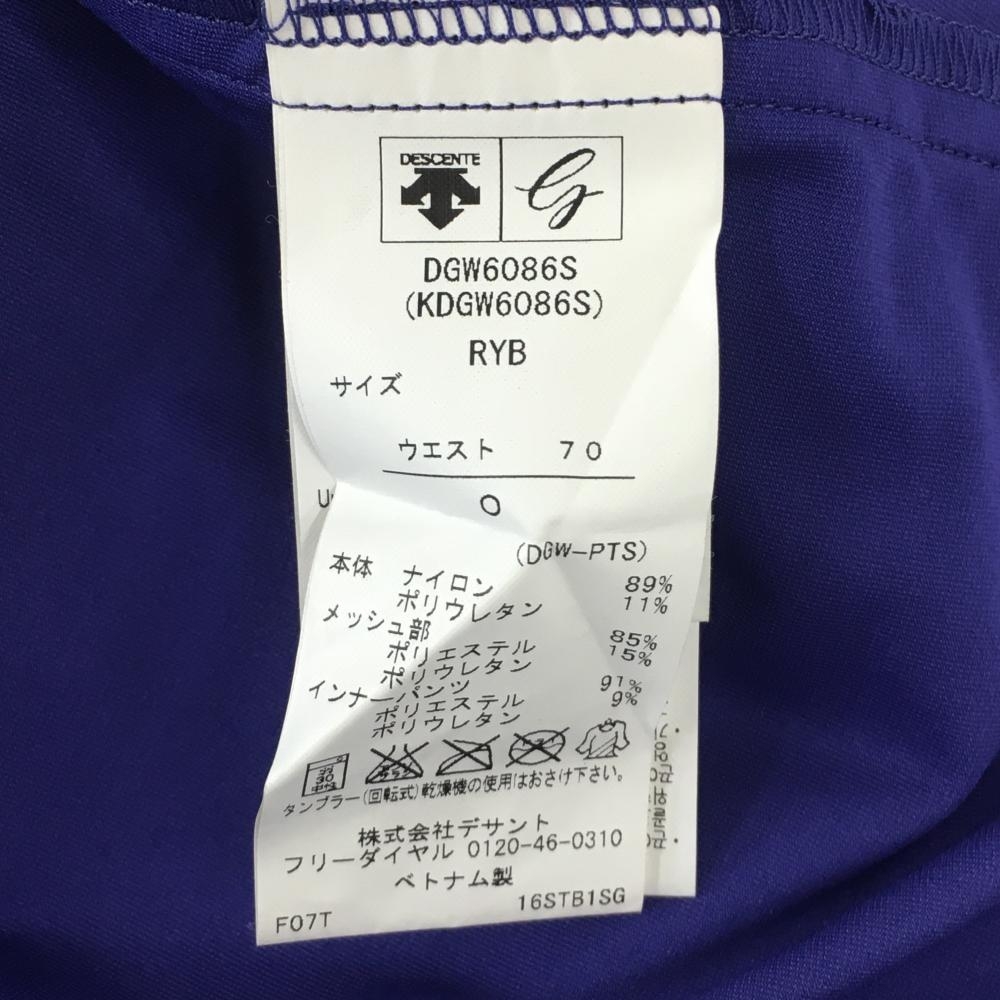 DESCENTE
DGW6086S
(KDGW6086S)
RYB
サイズ
ウエスト 70
O
(DGW-PTS)
本体 ナイロン 89%
ポリウレタン 11%
メッシュ部
ポリエステル 85%
ポリウレタン 15%
インナーパンツ
ポリエステル 91%
ポリウレタン 9%
弱
30
中性
タンブラー(回転式)乾燥機の使用はおさけ下さい。
株式会社デサント
フリーダイヤル 0120-46-0310
ベトナム製
F07T 16STB1SG